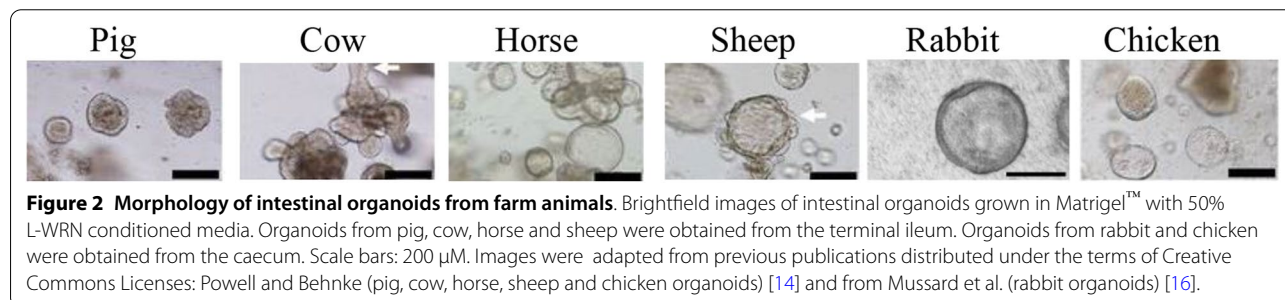 Pig Cow Horse Sheep Rabbit Chicken
Figure 2 Morphology of intestinal organoids from farm animals. Brightfield images of intestinal organoids grown in Matrigel™ with 50%
L-WRN conditioned media. Organoids from pig, cow, horse and sheep were obtained from the terminal ileum. Organoids from rabbit and chicken
were obtained from the caecum. Scale bars: 200 µM. Images were adapted from previous publications distributed under the terms of Creative
Commons Licenses: Powell and Behnke (pig, cow, horse, sheep and chicken organoids) [14] and from Mussard et al. (rabbit organoids) [16].